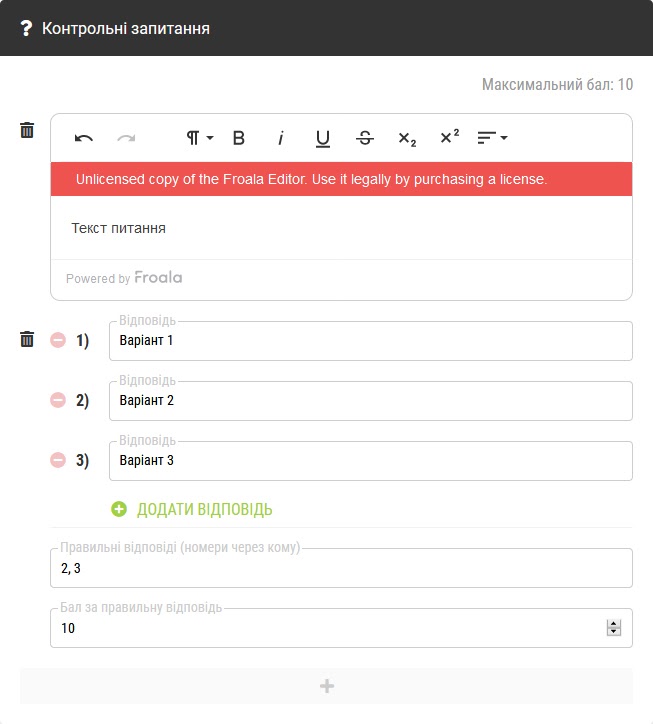 ? Контрольні запитання
Максимальний бал: 10
¶ B i U S x₂ x²
Unlicensed copy of the Froala Editor. Use it legally by purchasing a license.
Текст питання
Powered by Froala
Відповідь
1) Варіант 1
Відповідь
2) Варіант 2
Відповідь
3) Варіант 3
ДОДАТИ ВІДПОВІДЬ
Правильні відповіді (номери через кому)
2, 3
Бал за правильну відповідь
10